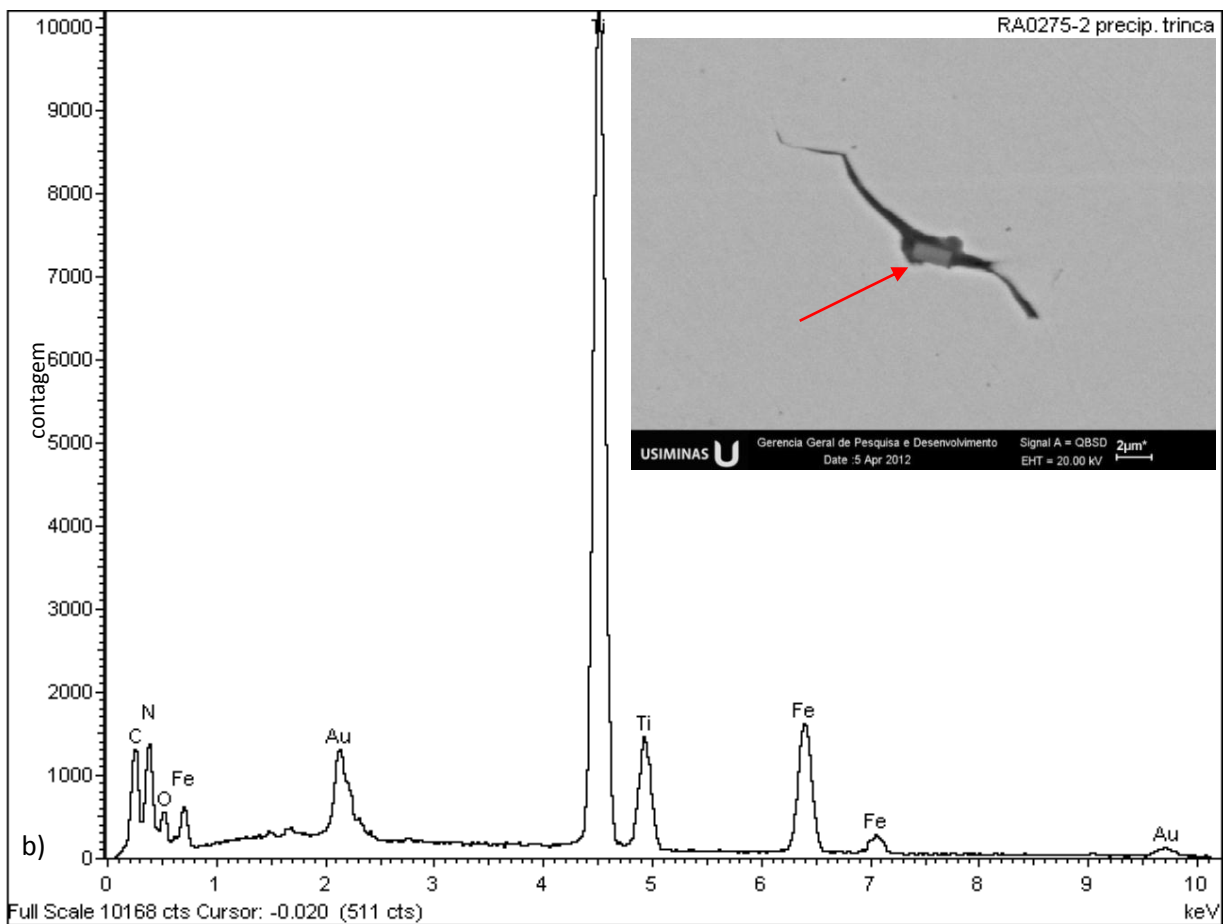 RA0275-2 precip. trinca
10000
9000
8000
7000
6000
5000
4000
3000
2000
1000
0
contagem
Ti
C
N
O
Fe
Au
Ti
Fe
Fe
Au
USIMINAS
Gerencia Geral de Pesquisa e Desenvolvimento
Date :5 Apr 2012
Signal A = QBSD
EHT = 20.00 kV
2µm*
b)
0 1 2 3 4 5 6 7 8 9 10
Full Scale 10168 cts Cursor: -0.020 (511 cts)
keV